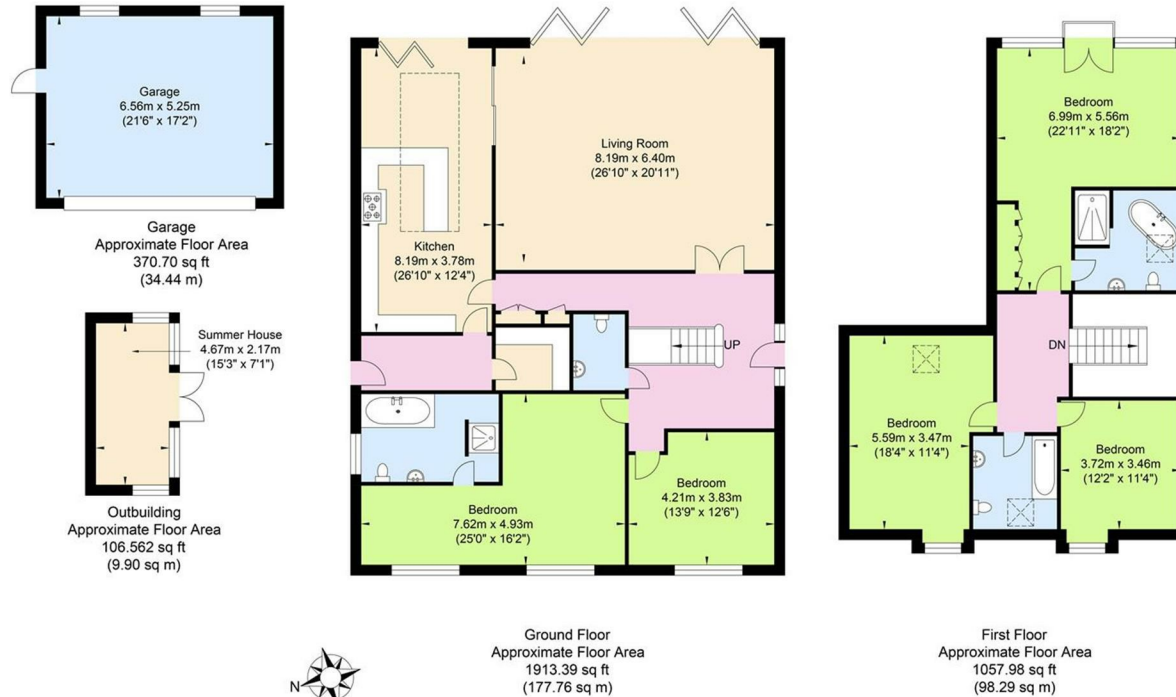 Garage
6.56m x 5.25m
(21'6" x 17'2")
Garage
Approximate Floor Area
370.70 sq ft
(34.44 m)
Summer House
4.67m x 2.17m
(15'3" x 7'1")
Outbuilding
Approximate Floor Area
106.562 sq ft
(9.90 sq m)
Living Room
8.19m x 6.40m
(26'10" x 20'11")
Kitchen
8.19m x 3.78m
(26'10" x 12'4")
UP
Bedroom
7.62m x 4.93m
(25'0" x 16'2")
Bedroom
4.21m x 3.83m
(13'9" x 12'6")
Ground Floor
Approximate Floor Area
1913.39 sq ft
(177.76 sq m)
N
Bedroom
6.99m x 5.56m
(22'11" x 18'2")
DN
Bedroom
5.59m x 3.47m
(18'4" x 11'4")
Bedroom
3.72m x 3.46m
(12'2" x 11'4")
First Floor
Approximate Floor Area
1057.98 sq ft
(98.29 sq m)